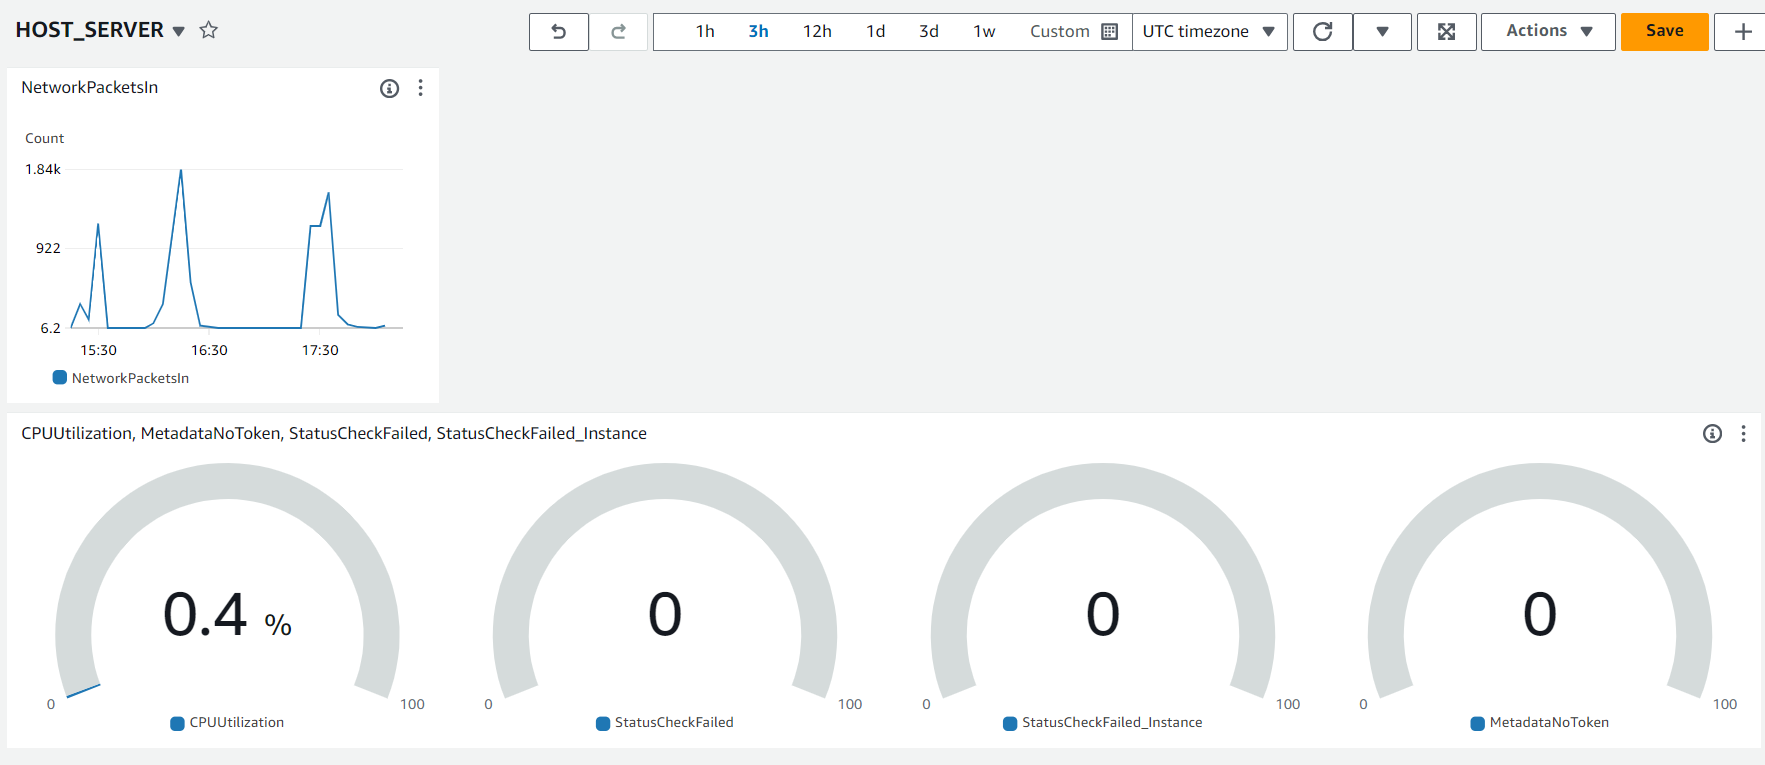 HOST_SERVER
1h 3h 12h 1d 3d 1w Custom UTC timezone Actions Save
NetworkPacketsIn
Count
1.84k
922
6.2
15:30 16:30 17:30
NetworkPacketsIn
CPUUtilization, MetadataNoToken, StatusCheckFailed, StatusCheckFailed_Instance
0.4 % 0 0 0
0 100 0 100 0 100 0 100
CPUUtilization StatusCheckFailed StatusCheckFailed_Instance MetadataNoToken